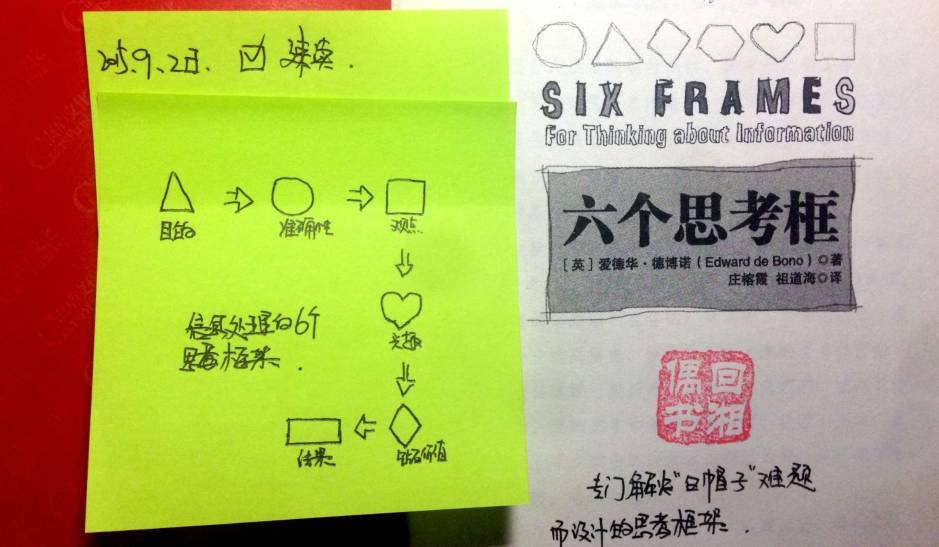 2015.9.2日. ☑ 速读.
目的
准确性
观点
兴趣
钻石价值
结果
信息处理的6个
思考框架.
SIX FRAMES
For Thinking about Information
六个思考框
[英]爱德华·德博诺(Edward de Bono)◎著
庄榕霞 祖道海◎译
专门解决"白帽子"难题
而设计的思考框架.